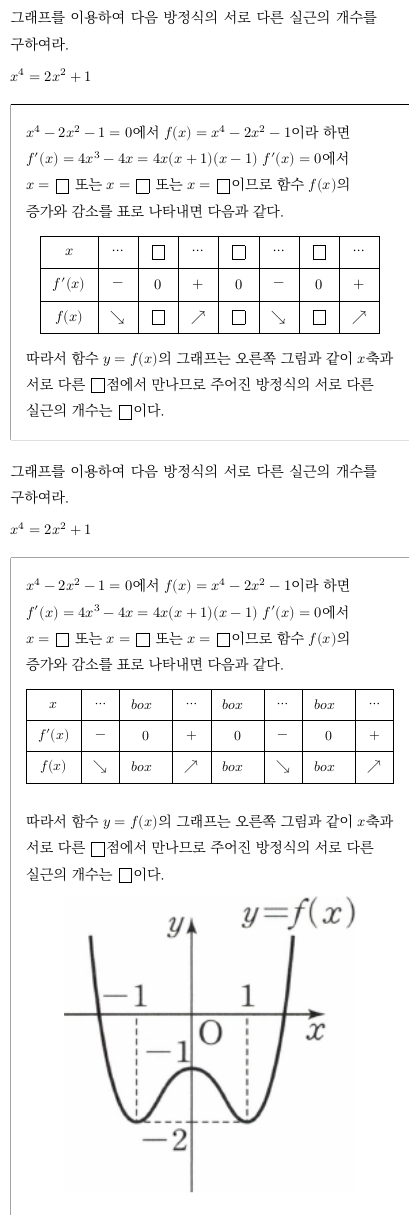 그래프를 이용하여 다음 방정식의 서로 다른 실근의 개수를
구하여라.
x⁴ = 2x² + 1
x⁴ − 2x² − 1 = 0에서 f(x) = x⁴ − 2x² − 1이라 하면
f′(x) = 4x³ − 4x = 4x(x + 1)(x − 1) f′(x) = 0에서
x = □ 또는 x = □ 또는 x = □이므로 함수 f(x)의
증가와 감소를 표로 나타내면 다음과 같다.
x ⋯ □ ⋯ □ ⋯ □ ⋯
f′(x) − 0 + 0 − 0 +
f(x) ↘ □ ↗ □ ↘ □ ↗
따라서 함수 y = f(x)의 그래프는 오른쪽 그림과 같이 x축과
서로 다른 □점에서 만나므로 주어진 방정식의 서로 다른
실근의 개수는 □이다.
그래프를 이용하여 다음 방정식의 서로 다른 실근의 개수를
구하여라.
x⁴ = 2x² + 1
x⁴ − 2x² − 1 = 0에서 f(x) = x⁴ − 2x² − 1이라 하면
f′(x) = 4x³ − 4x = 4x(x + 1)(x − 1) f′(x) = 0에서
x = □ 또는 x = □ 또는 x = □이므로 함수 f(x)의
증가와 감소를 표로 나타내면 다음과 같다.
x ⋯ box ⋯ box ⋯ box ⋯
f′(x) − 0 + 0 − 0 +
f(x) ↘ box ↗ box ↘ box ↗
따라서 함수 y = f(x)의 그래프는 오른쪽 그림과 같이 x축과
서로 다른 □점에서 만나므로 주어진 방정식의 서로 다른
실근의 개수는 □이다.
y y=f(x)
−1 1
O x
−1
−2